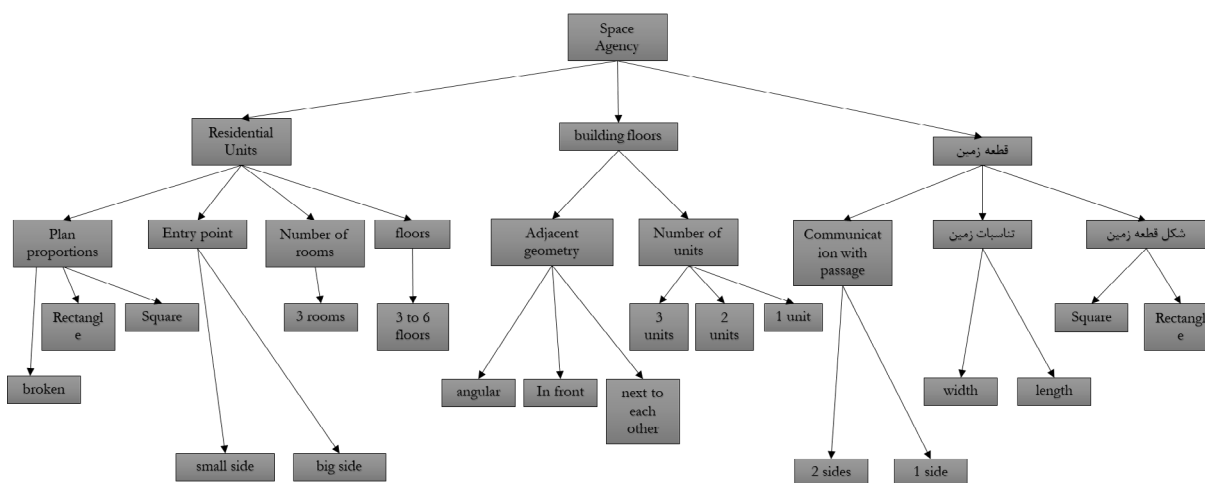 Space
Agency
Residential
Units
building floors
قطعه زمین
Plan
proportions
Entry point
Number of
rooms
floors
Adjacent
geometry
Number of
units
Communicat
ion with
passage
تناسبات زمین
شکل قطعه زمین
Rectangl
e
Square
3 rooms
3 to 6
floors
3
units
2
units
1 unit
Square
Rectangl
e
broken
angular
In front
next to
each
other
width
length
small side
big side
2 sides
1 side